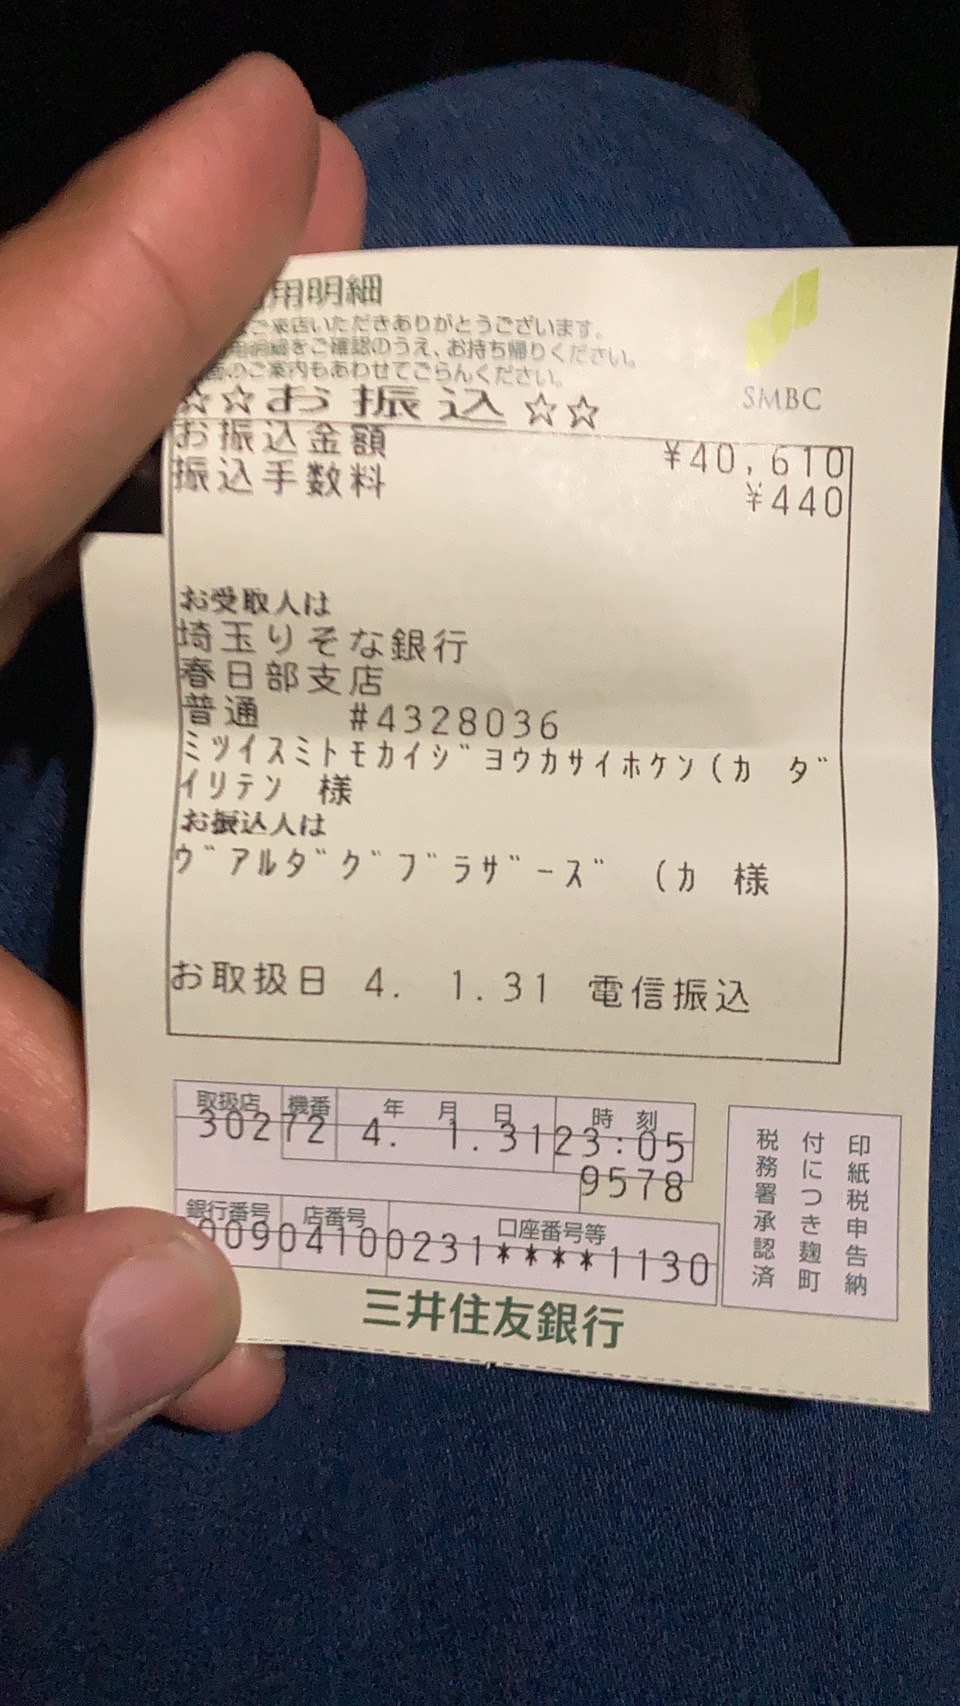 用明細
ご来店いただきありがとうございます。
用明細をご確認のうえ、お持ち帰りください。
のご案内もあわせてごらんください。
SMBC
☆☆お振込☆☆
お振込金額 ¥40,610
振込手数料 ¥440
お受取人は
埼玉りそな銀行
春日部支店
普通 #4328036
ミツイスミトモカイジヨウカサイホケン(カ ダ
イリテン 様
お振込人は
ヴアルダグブラザーズ (カ 様
お取扱日 4. 1.31 電信振込
取扱店 機番 年 月 日 時 刻
30272 4. 1.31 23:05
9578
銀行番号 店番号 口座番号等
009 0410 0231****1130
印紙税申告納
付につき麹町
税務署承認済
三井住友銀行